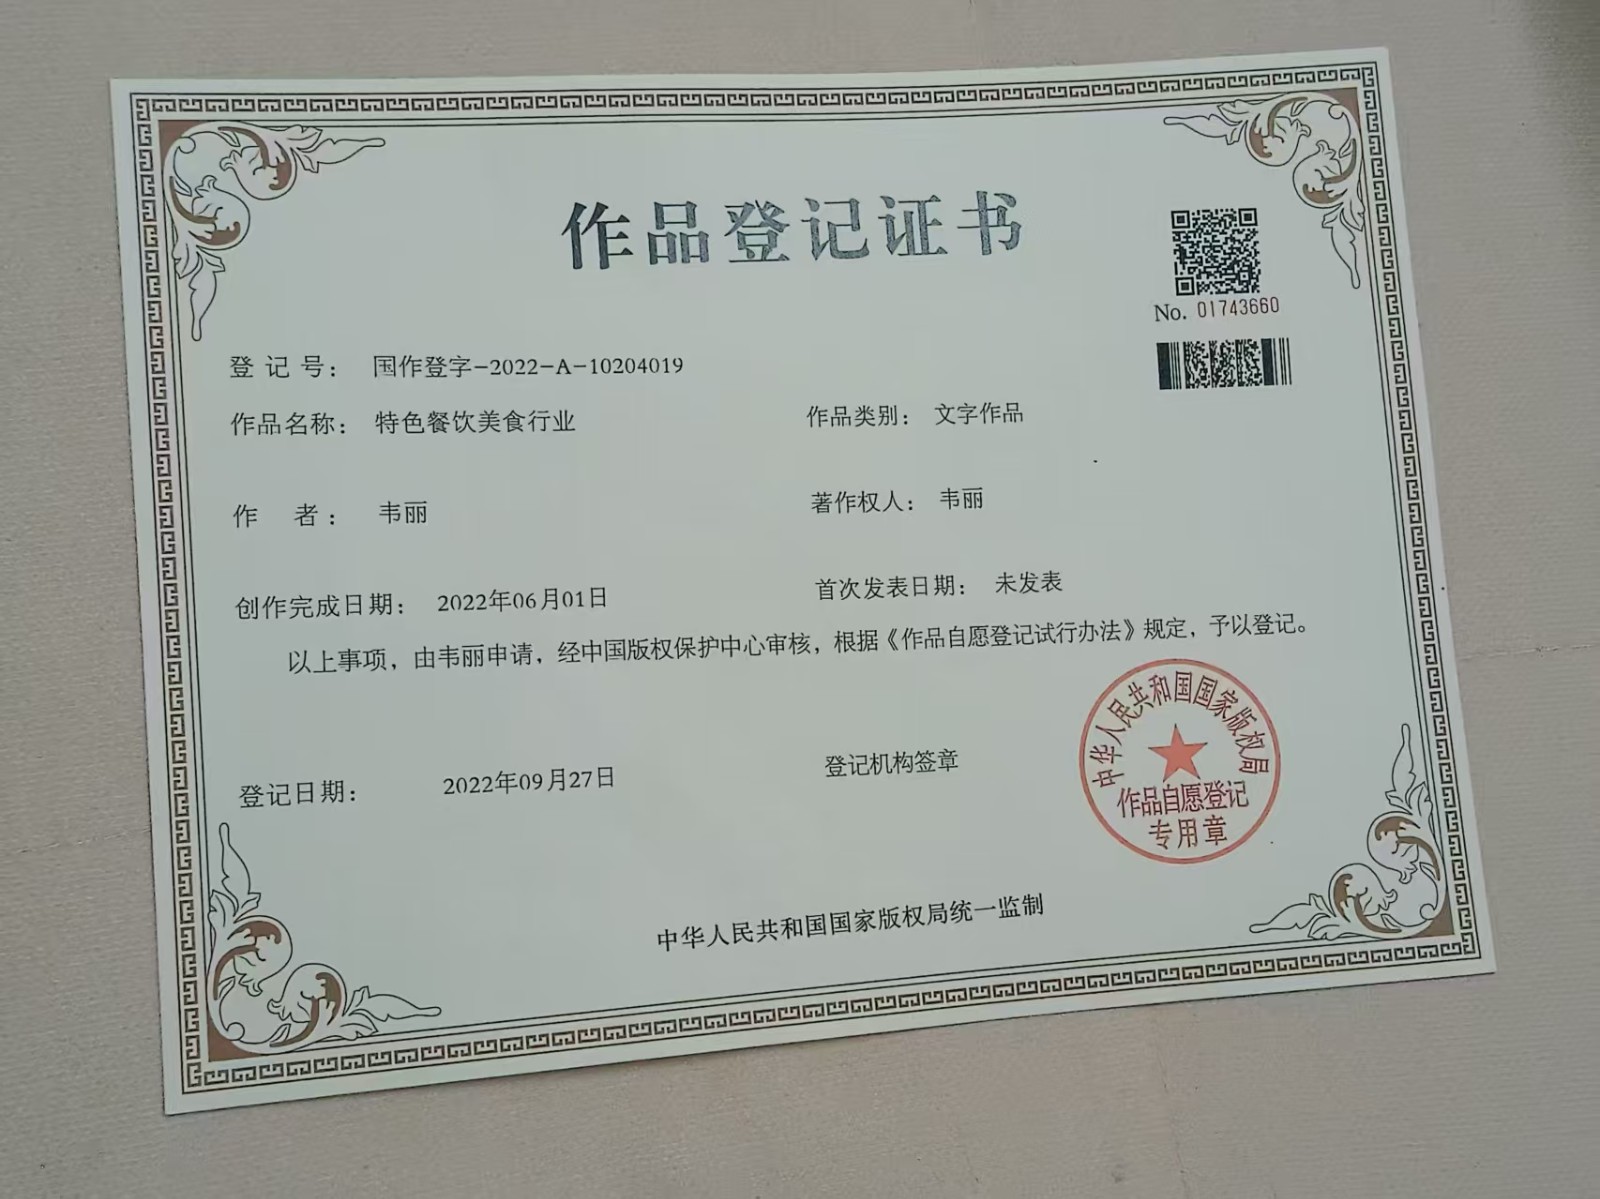 作品登记证书
No. 01743660
登记号： 国作登字-2022-A-10204019
作品名称： 特色餐饮美食行业 作品类别： 文字作品
作 者： 韦丽 著作权人： 韦丽
创作完成日期： 2022年06月01日 首次发表日期： 未发表
以上事项，由韦丽申请，经中国版权保护中心审核，根据《作品自愿登记试行办法》规定，予以登记。
登记日期： 2022年09月27日 登记机构签章
中华人民共和国国家版权局
作品自愿登记
专用章
中华人民共和国国家版权局统一监制